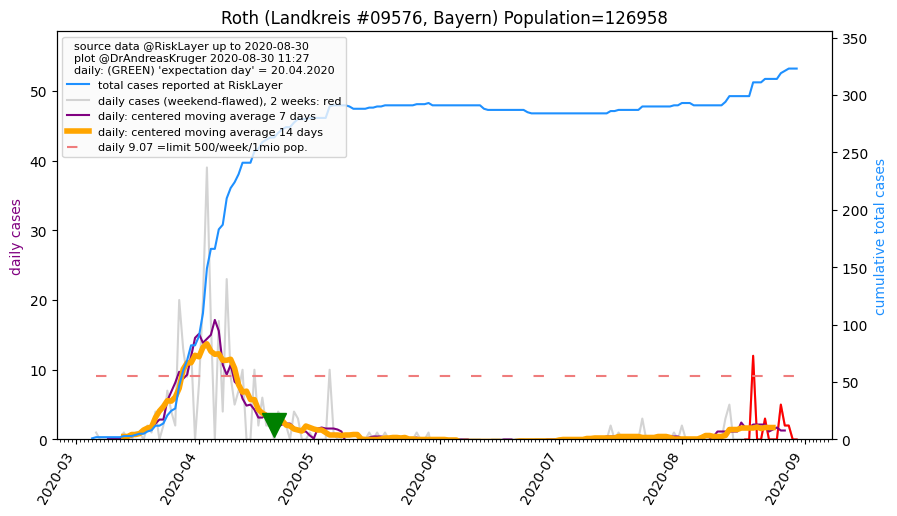 Roth (Landkreis #09576, Bayern) Population=126958
source data @RiskLayer up to 2020-08-30
plot @DrAndreasKruger 2020-08-30 11:27
daily: (GREEN) 'expectation day' = 20.04.2020
total cases reported at RiskLayer
daily cases (weekend-flawed), 2 weeks: red
daily: centered moving average 7 days
daily: centered moving average 14 days
daily 9.07 =limit 500/week/1mio pop.
daily cases
50
40
30
20
10
0
cumulative total cases
350
300
250
200
150
100
50
0
2020-03
2020-04
2020-05
2020-06
2020-07
2020-08
2020-09